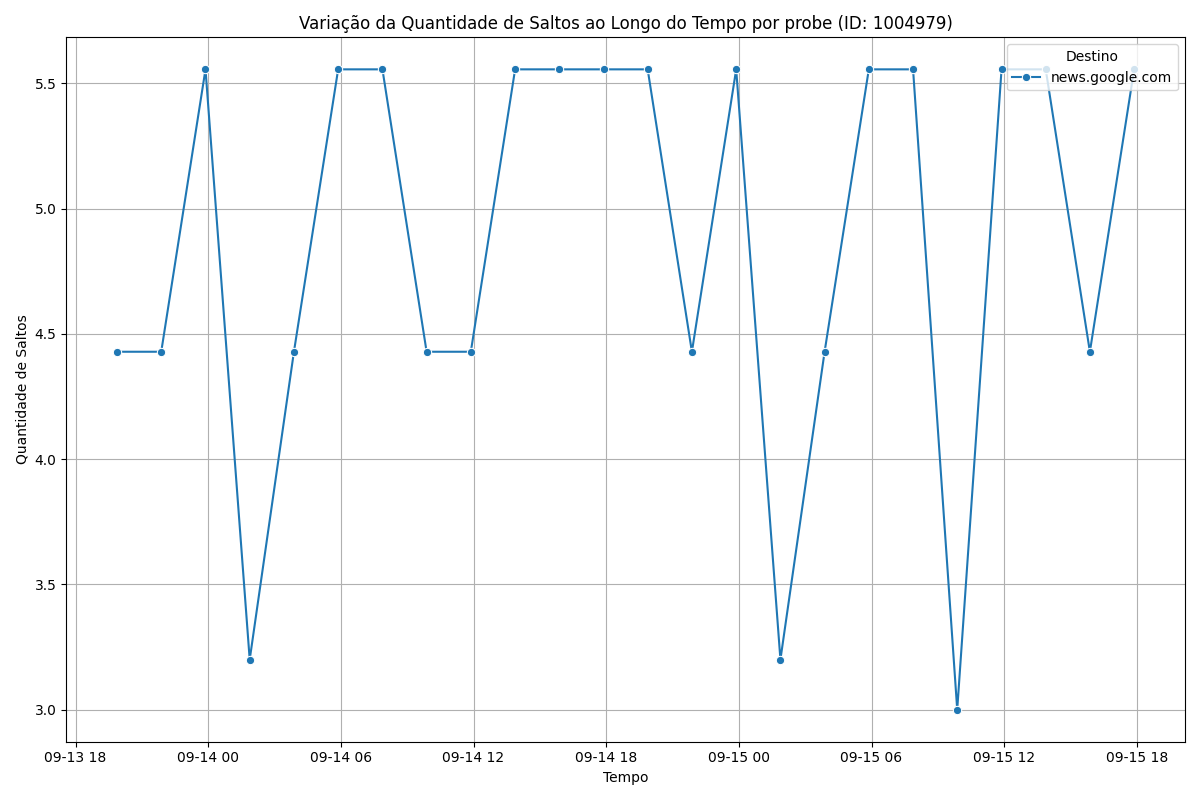 Variação da Quantidade de Saltos ao Longo do Tempo por probe (ID: 1004979)
Destino
news.google.com
Quantidade de Saltos
5.5
5.0
4.5
4.0
3.5
3.0
09-13 18 09-14 00 09-14 06 09-14 12 09-14 18 09-15 00 09-15 06 09-15 12 09-15 18
Tempo